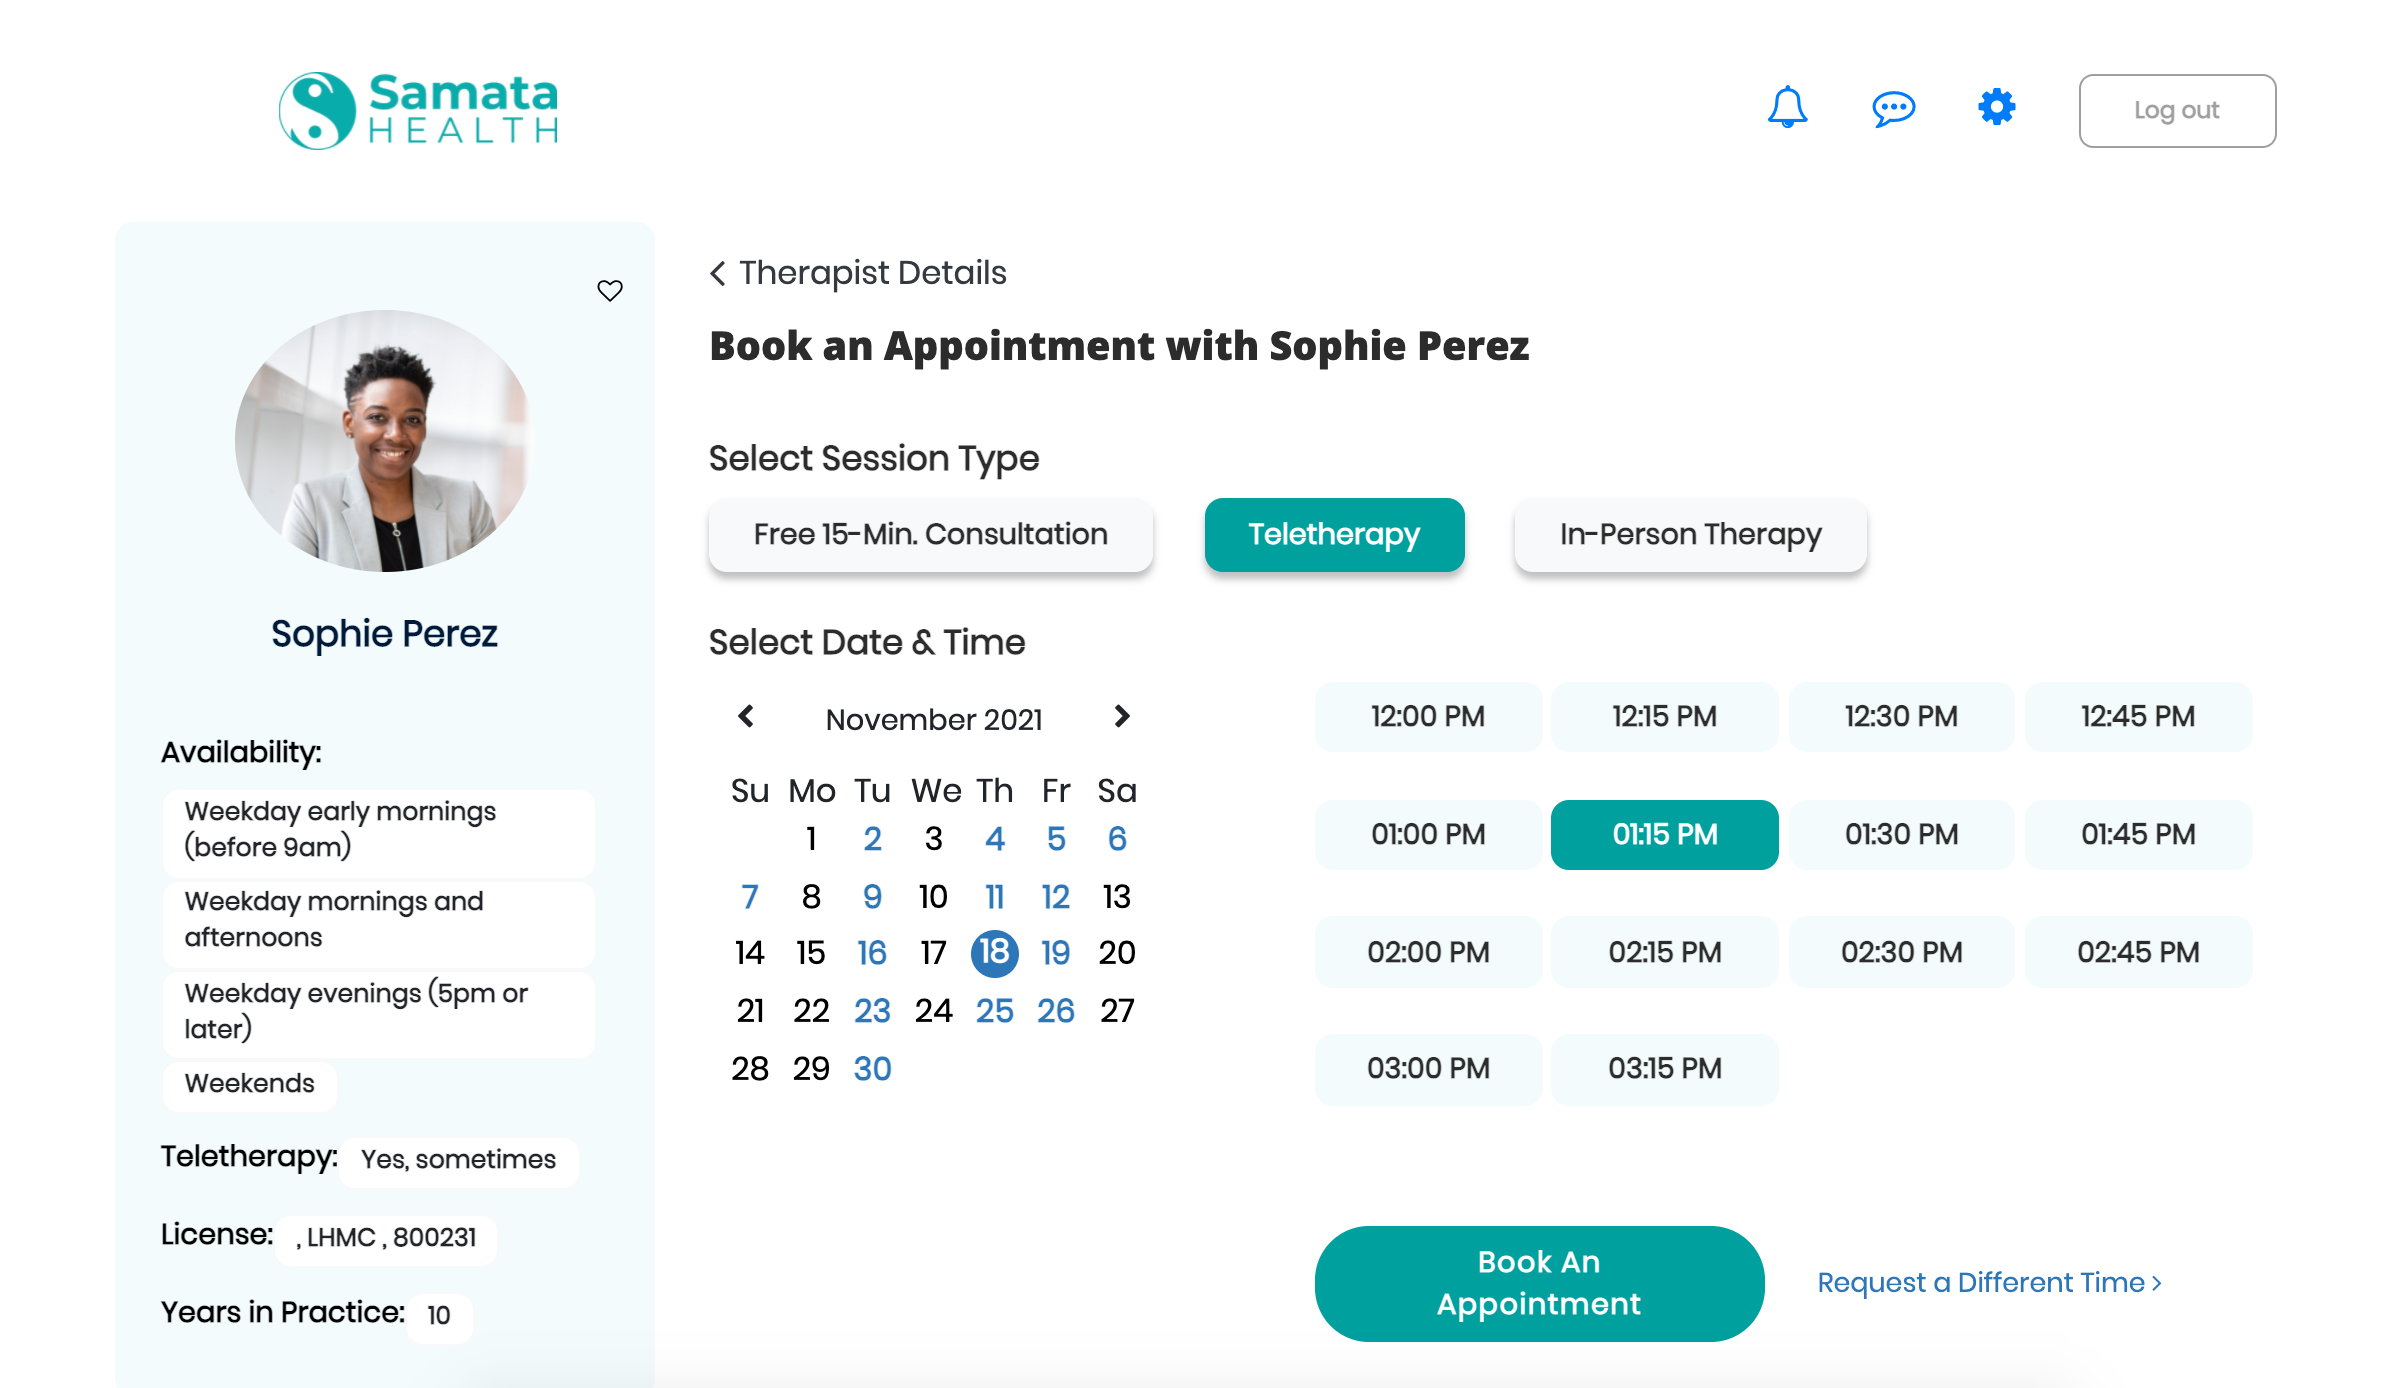 Samata
HEALTH
Log out
Sophie Perez
Availability:
Weekday early mornings
(before 9am)
Weekday mornings and
afternoons
Weekday evenings (5pm or
later)
Weekends
Teletherapy: Yes, sometimes
License: , LHMC , 800231
Years in Practice: 10
Therapist Details
Book an Appointment with Sophie Perez
Select Session Type
Free 15-Min. Consultation Teletherapy In-Person Therapy
Select Date & Time
November 2021
Su Mo Tu We Th Fr Sa
1 2 3 4 5 6
7 8 9 10 11 12 13
14 15 16 17 18 19 20
21 22 23 24 25 26 27
28 29 30
12:00 PM 12:15 PM 12:30 PM 12:45 PM
01:00 PM 01:15 PM 01:30 PM 01:45 PM
02:00 PM 02:15 PM 02:30 PM 02:45 PM
03:00 PM 03:15 PM
Book An
Appointment
Request a Different Time >